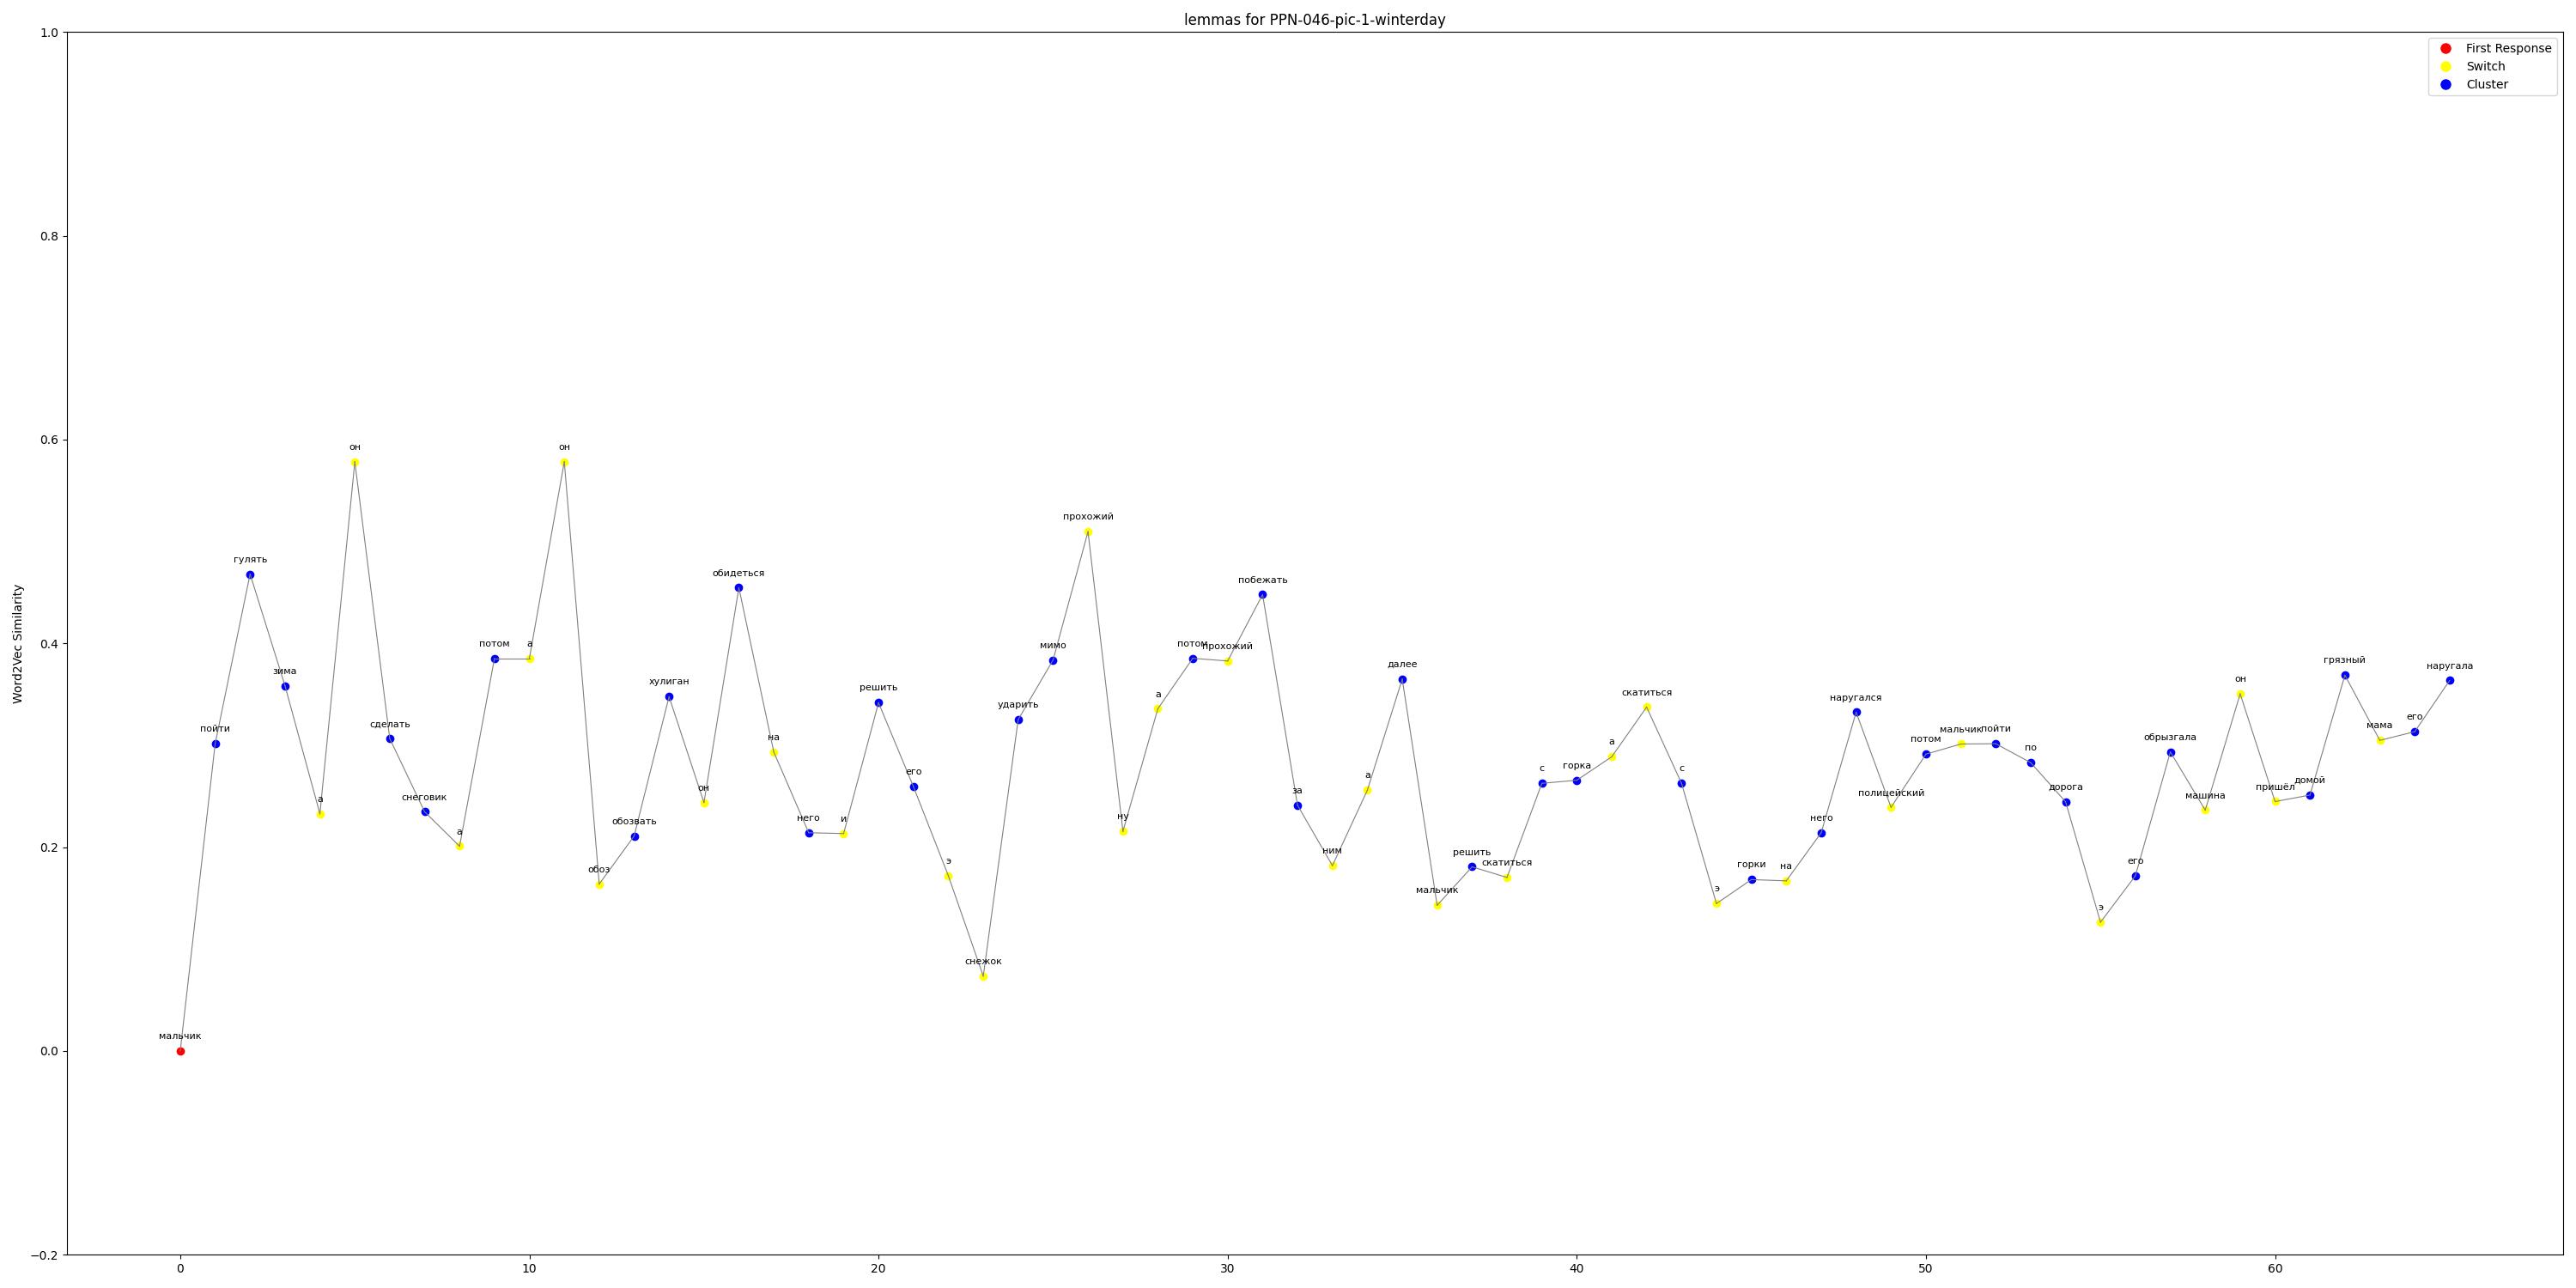 lemmas for PPN-046-pic-1-winterday
First Response
Switch
Cluster
Word2Vec Similarity
1.0
0.8
0.6
0.4
0.2
0.0
−0.2
мальчик
пойти
гулять
зима
а
он
сделать
снеговик
а
потом
а
он
обоз
обозвать
хулиган
он
обидеться
на
него
и
решить
его
э
снежок
ударить
мимо
прохожий
ну
а
потом
прохожий
побежать
за
ним
а
далее
мальчик
решить
скатиться
с
горка
а
скатиться
с
э
горки
на
него
наругался
полицейский
потом
мальчик
пойти
по
дорога
э
его
обрызгала
машина
он
пришёл
домой
грязный
мама
его
наругала
0
10
20
30
40
50
60